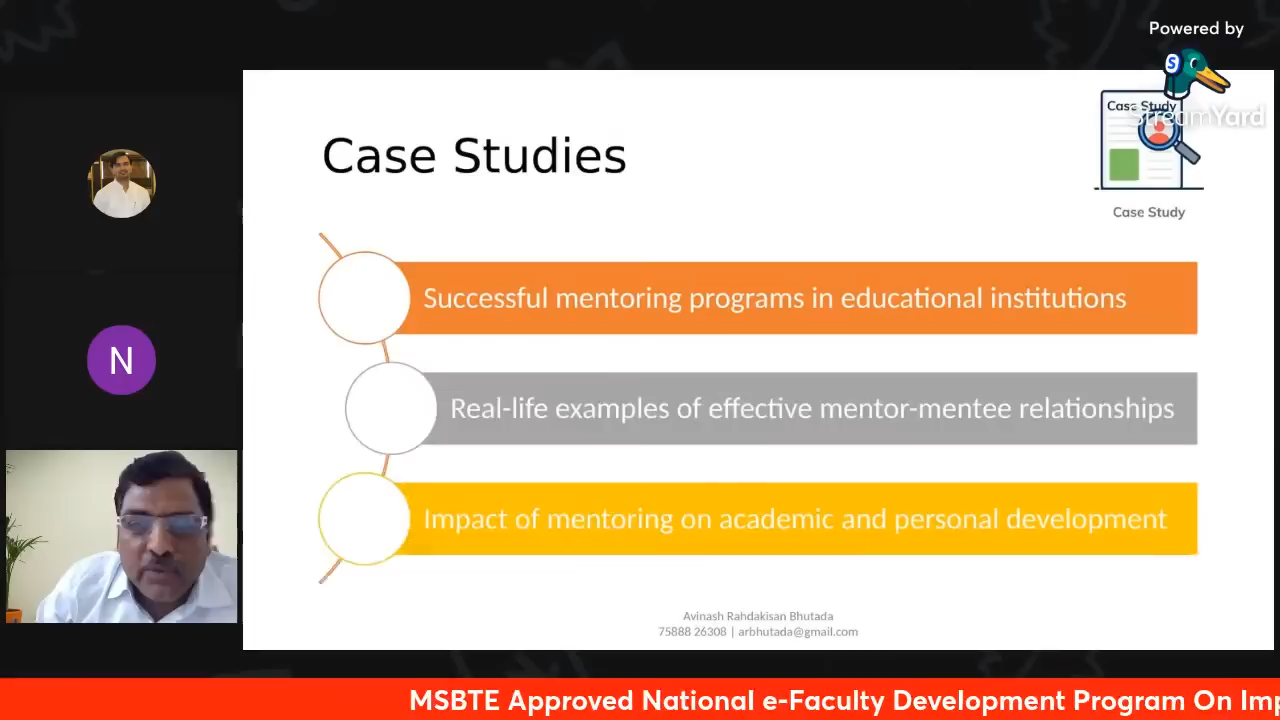 Powered by
StreamYard
S
Case Study
Case Studies
Case Study
N
Successful mentoring programs in educational institutions
Real-life examples of effective mentor-mentee relationships
Impact of mentoring on academic and personal development
Avinash Rahdakisan Bhutada
75888 26308 | arbhutada@gmail.com
MSBTE Approved National e-Faculty Development Program On Imp